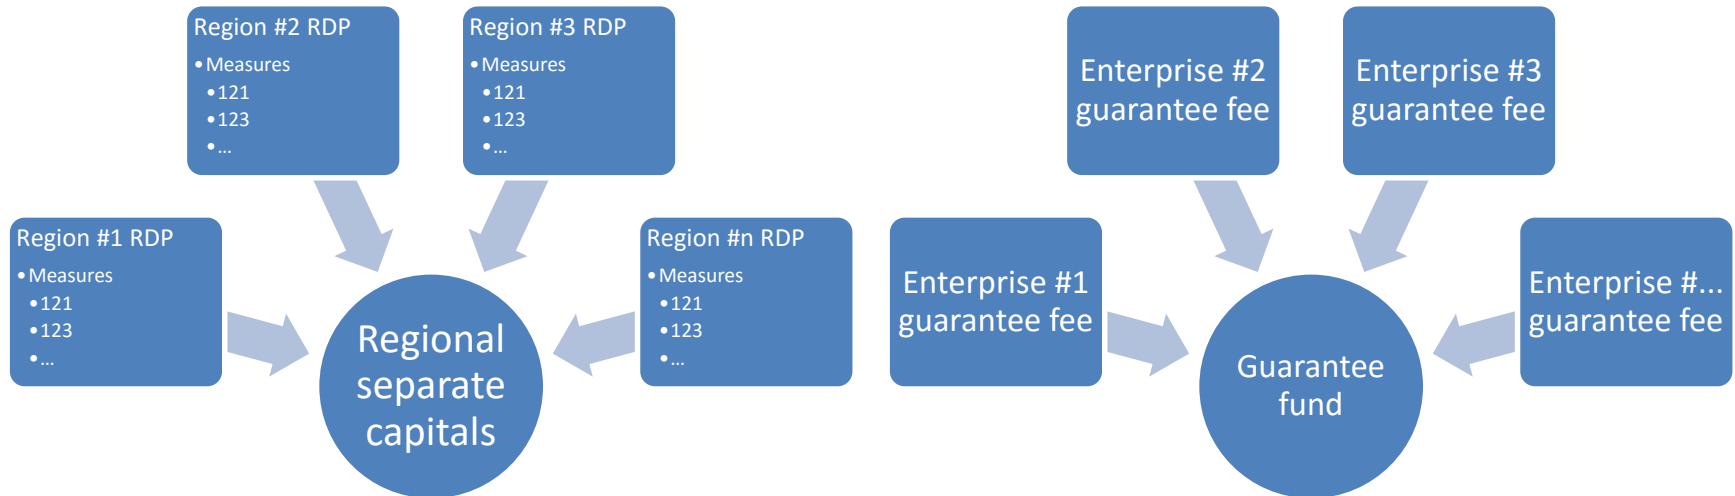 Region #1 RDP
• Measures
• 121
• 123
• ...
Region #2 RDP
• Measures
• 121
• 123
• ...
Region #3 RDP
• Measures
• 121
• 123
• ...
Region #n RDP
• Measures
• 121
• 123
• ...
Regional
separate
capitals
Enterprise #1
guarantee fee
Enterprise #2
guarantee fee
Enterprise #3
guarantee fee
Enterprise #...
guarantee fee
Guarantee
fund